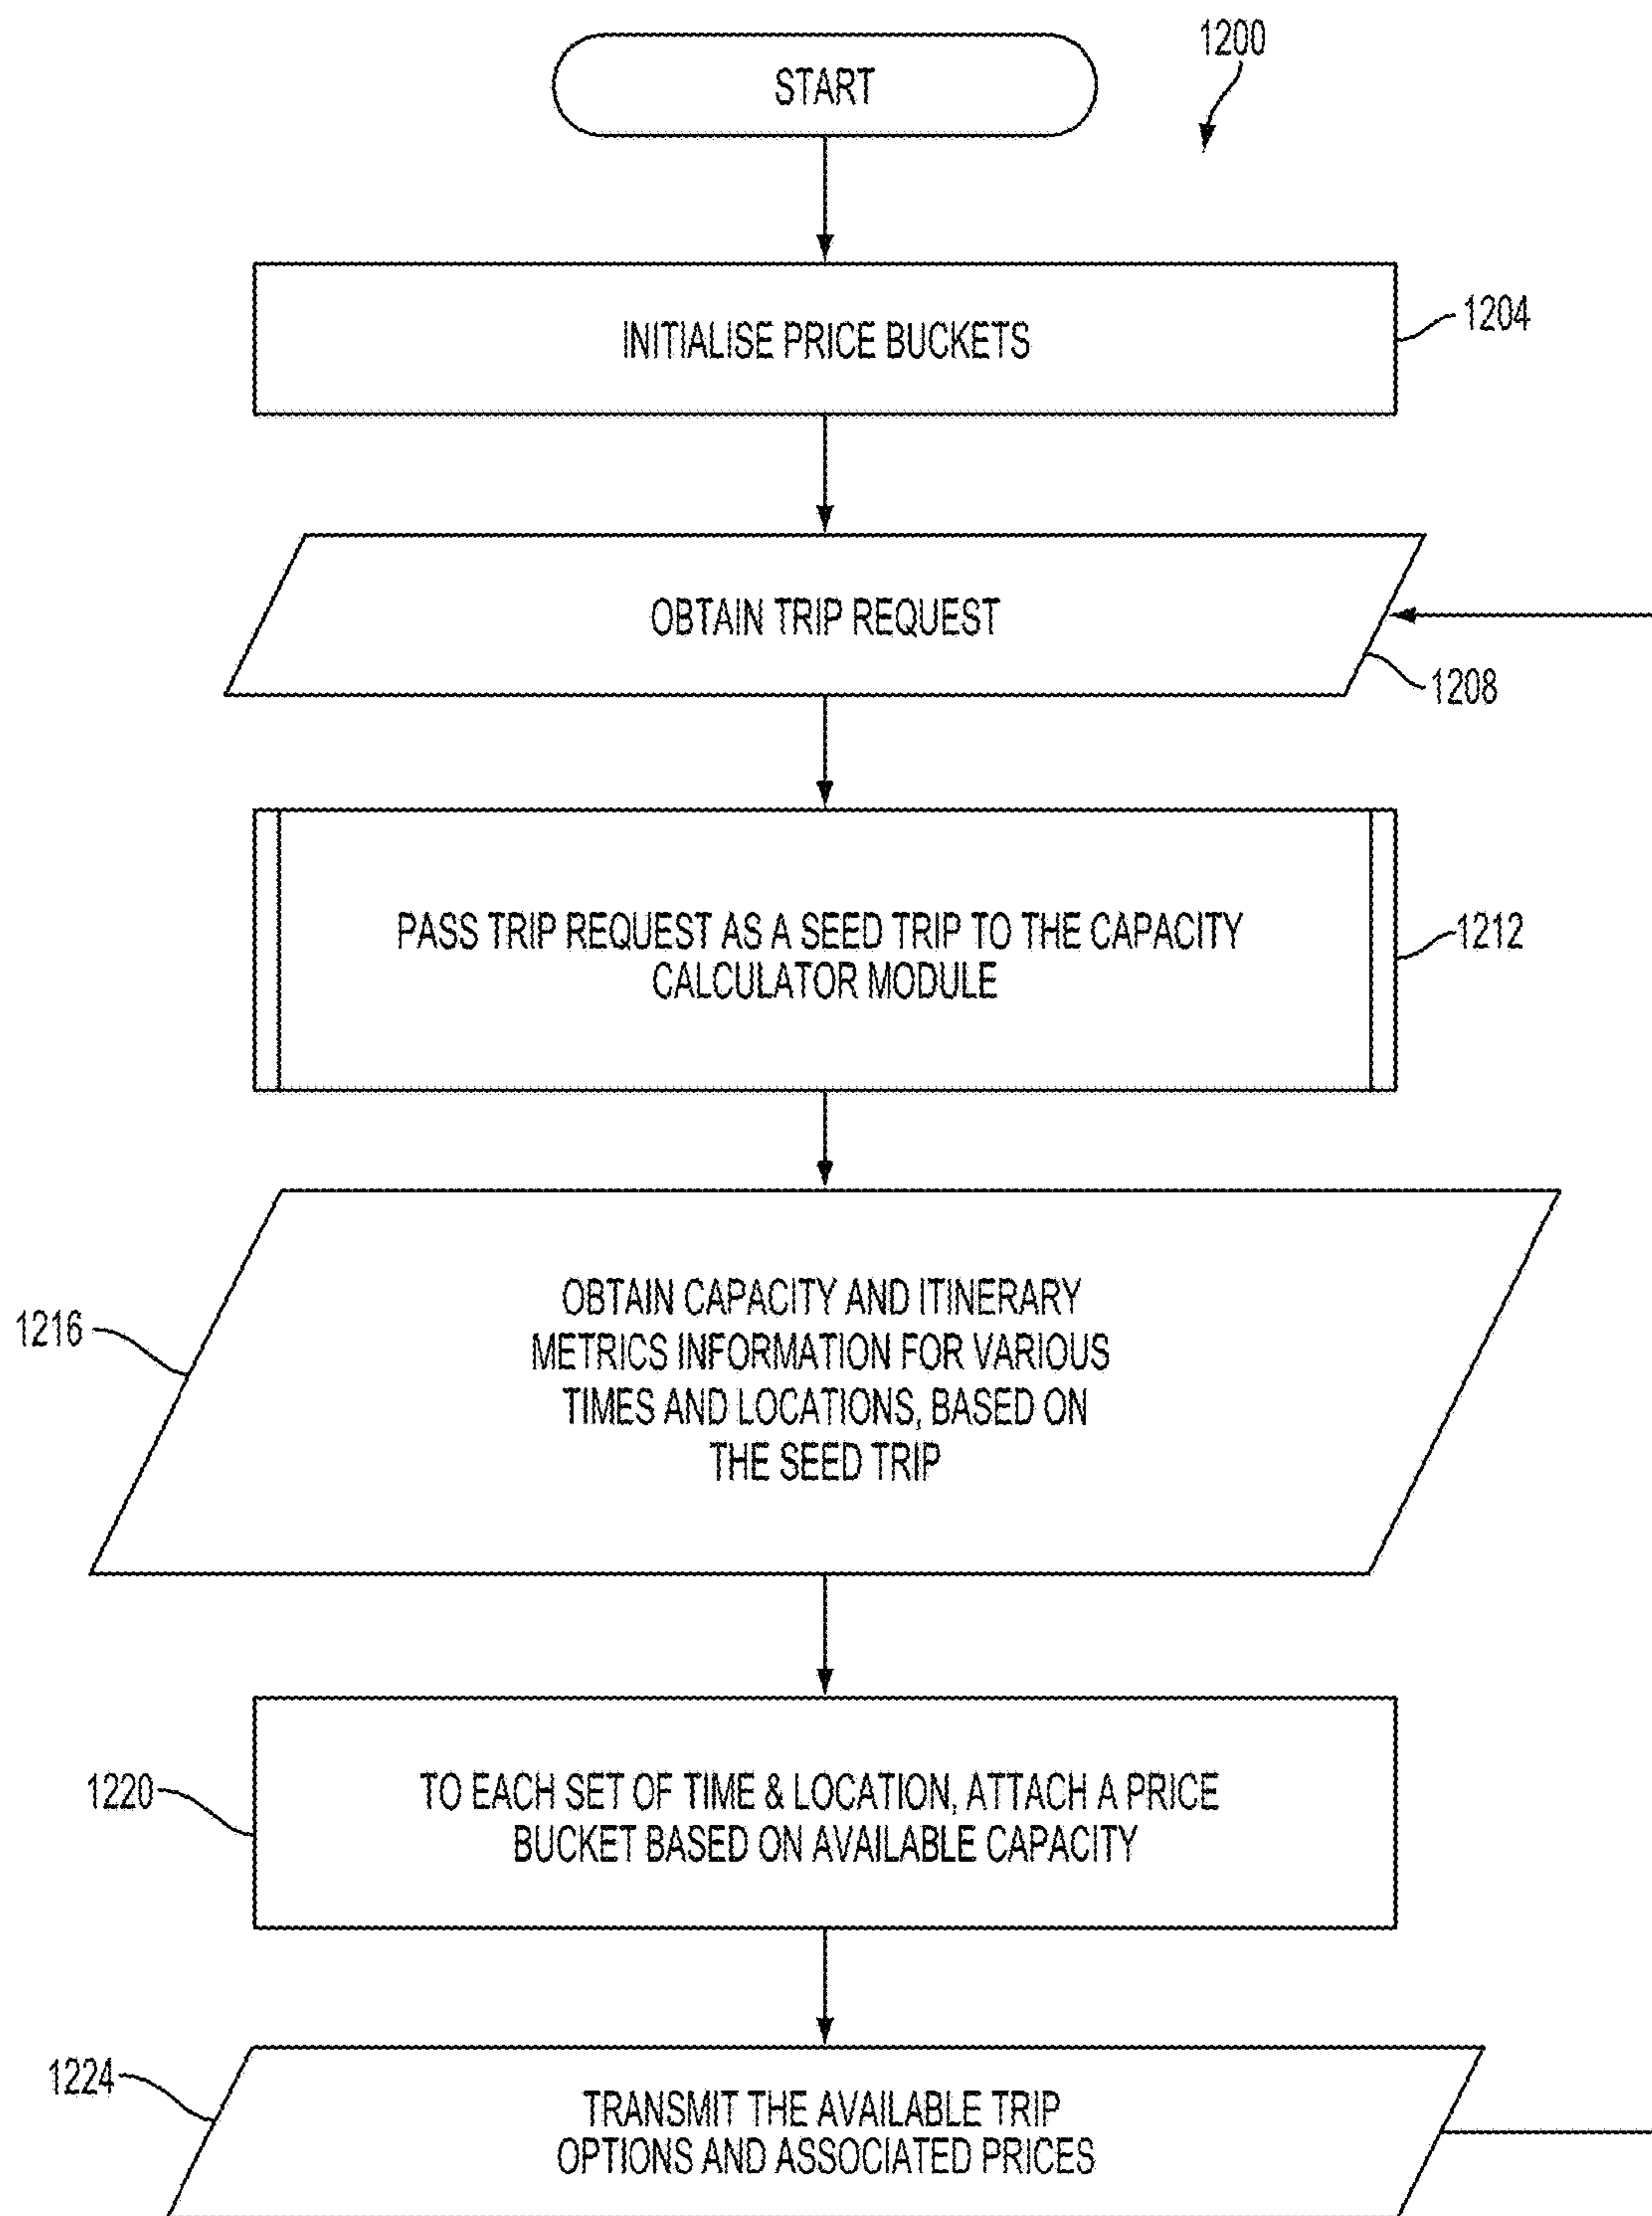 1200
START
INITIALISE PRICE BUCKETS
1204
OBTAIN TRIP REQUEST
1208
PASS TRIP REQUEST AS A SEED TRIP TO THE CAPACITY
CALCULATOR MODULE
1212
OBTAIN CAPACITY AND ITINERARY
METRICS INFORMATION FOR VARIOUS
TIMES AND LOCATIONS, BASED ON
THE SEED TRIP
1216
TO EACH SET OF TIME & LOCATION, ATTACH A PRICE
BUCKET BASED ON AVAILABLE CAPACITY
1220
1224
TRANSMIT THE AVAILABLE TRIP
OPTIONS AND ASSOCIATED PRICES